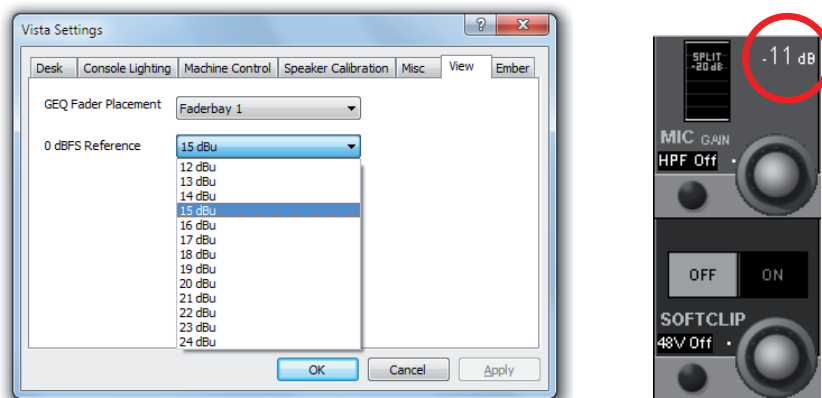 Vista Settings
Desk Console Lighting Machine Control Speaker Calibration Misc View Ember
GEQ Fader Placement Faderbay 1
0 dBFS Reference 15 dBu
12 dBu
13 dBu
14 dBu
15 dBu
16 dBu
17 dBu
18 dBu
19 dBu
20 dBu
21 dBu
22 dBu
23 dBu
24 dBu
OK Cancel Apply
SPLIT
-20 dB
-11 dB
MIC GAIN
HPF Off
OFF ON
SOFTCLIP
48V Off